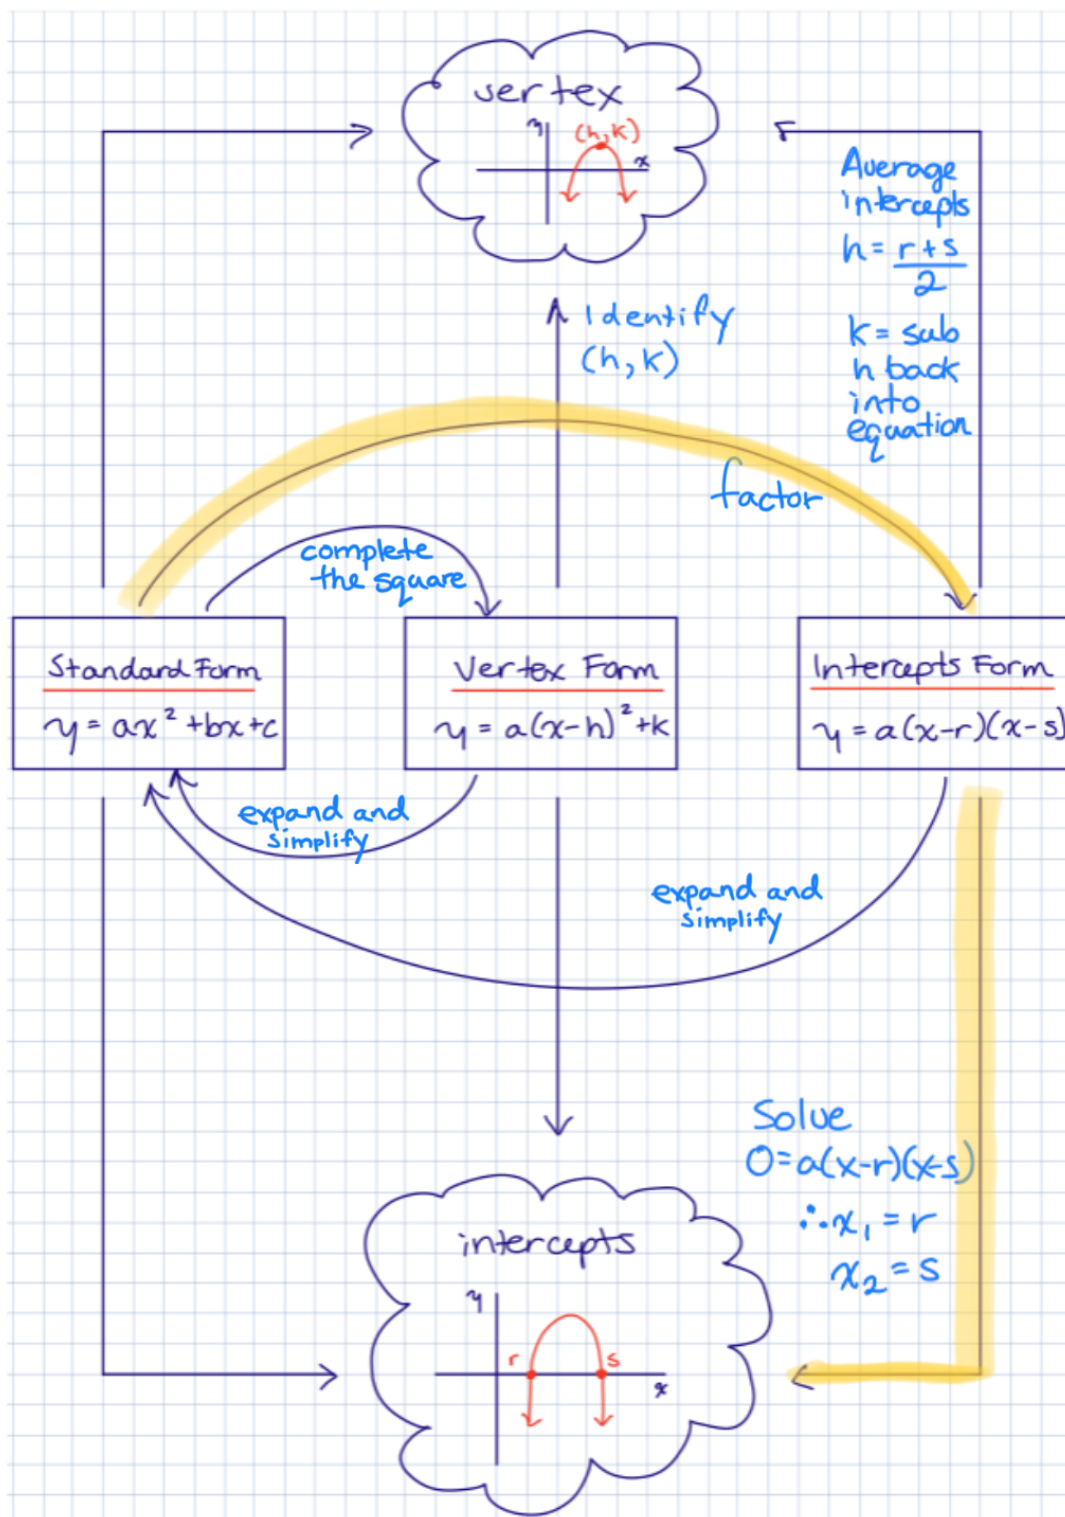 vertex
y
(h,k)
x
Average
intercepts
h = r+s
2
k = sub
h back
into
equation
Identify
(h, k)
factor
complete
the square
Standard Form
y = ax² + bx + c
Vertex Form
y = a(x-h)² + k
Intercepts Form
y = a(x-r)(x-s)
expand and
simplify
expand and
simplify
Solve
0 = a(x-r)(x-s)
∴ x₁ = r
x₂ = s
intercepts
y
r
s
x